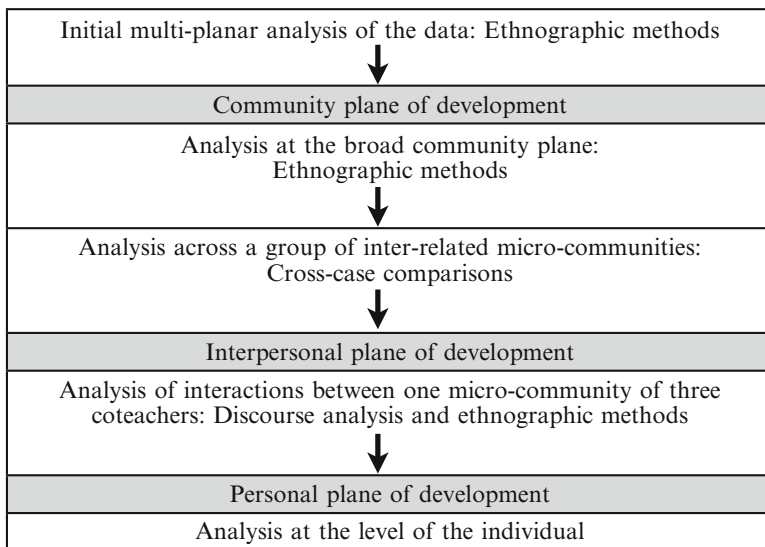 Initial multi-planar analysis of the data: Ethnographic methods
Community plane of development
Analysis at the broad community plane:
Ethnographic methods
Analysis across a group of inter-related micro-communities:
Cross-case comparisons
Interpersonal plane of development
Analysis of interactions between one micro-community of three
coteachers: Discourse analysis and ethnographic methods
Personal plane of development
Analysis at the level of the individual